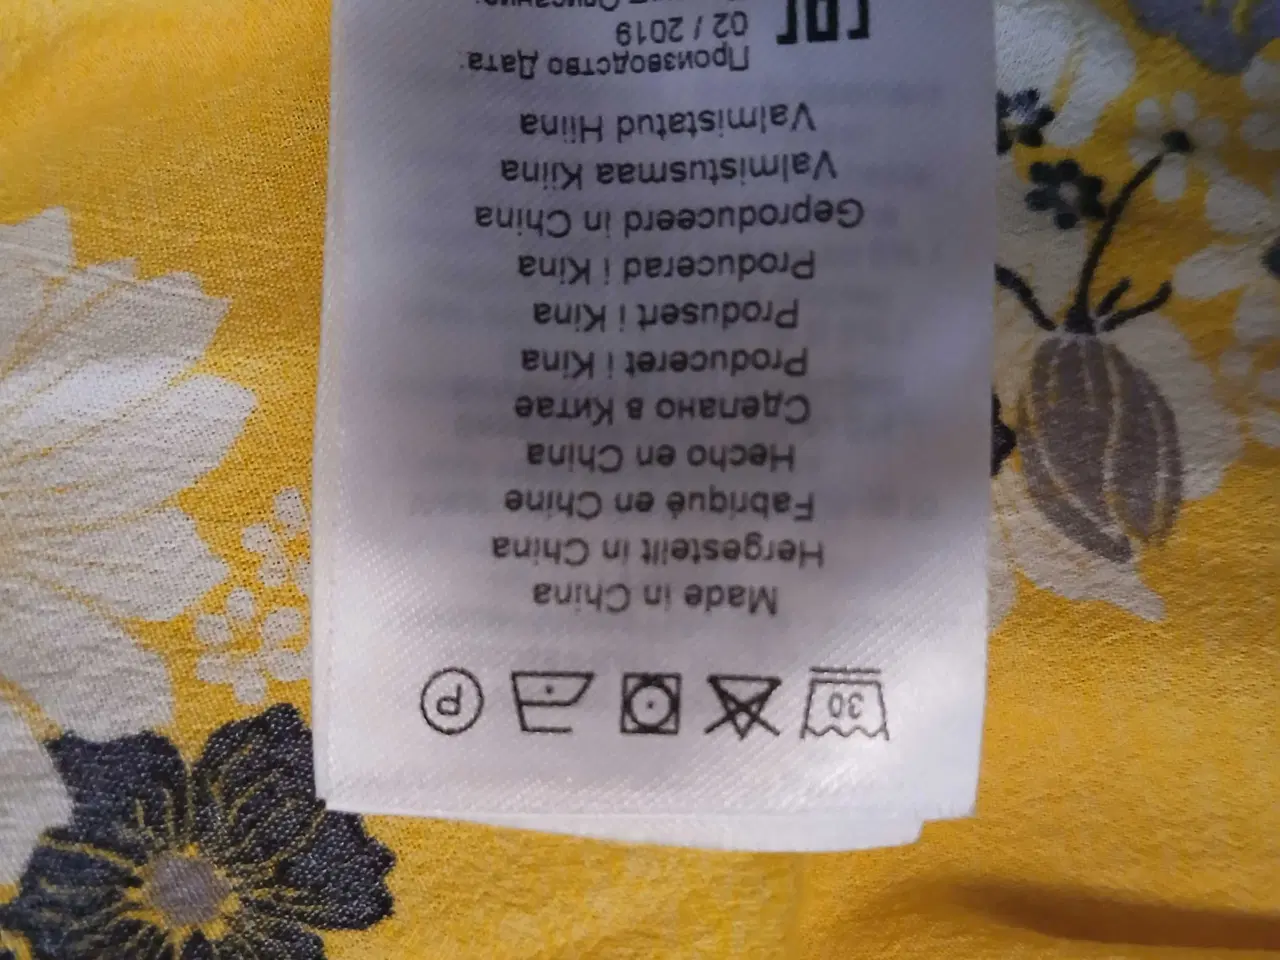 30
P
Made in China
Hergestellt in China
Fabriqué en Chine
Hecho en China
Сделано в Китае
Produceret i Kina
Produsert i Kina
Producerad i Kina
Geproduceerd in China
Valmistusmaa Kiina
Valmistatud Hiina
Производство Дата:
02 / 2019